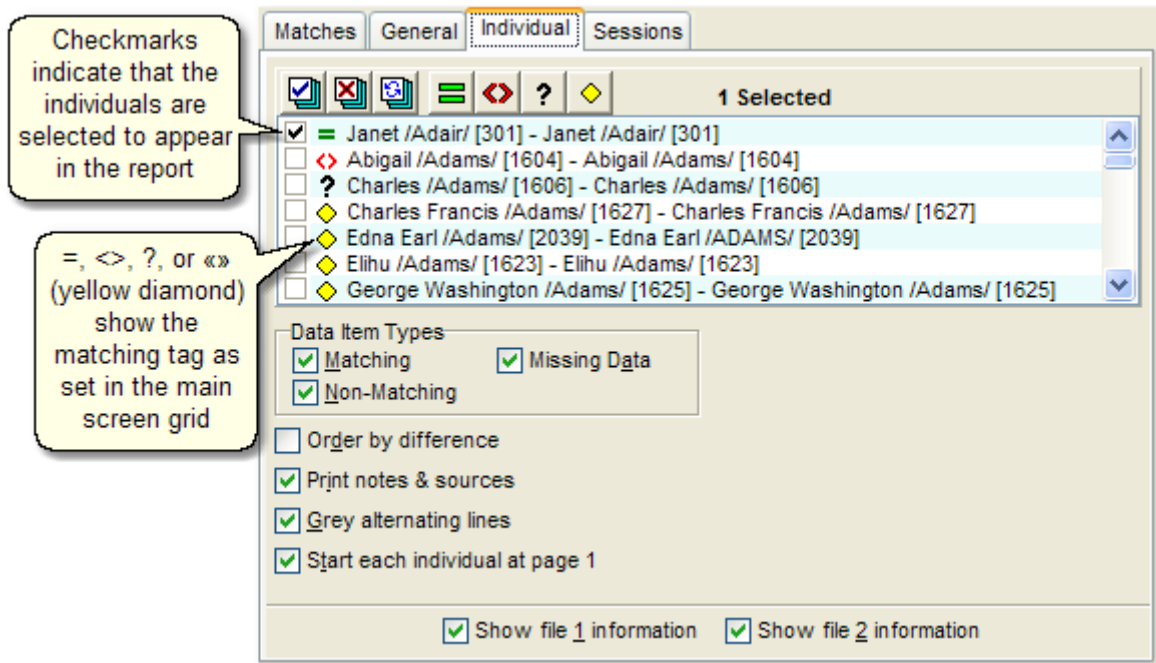 Checkmarks
indicate that the
individuals are
selected to appear
in the report
=, <>, ?, or «»
(yellow diamond)
show the
matching tag as
set in the main
screen grid
Matches General Individual Sessions
= <> ? 1 Selected
= Janet /Adair/ [301] - Janet /Adair/ [301]
<> Abigail /Adams/ [1604] - Abigail /Adams/ [1604]
? Charles /Adams/ [1606] - Charles /Adams/ [1606]
Charles Francis /Adams/ [1627] - Charles Francis /Adams/ [1627]
Edna Earl /Adams/ [2039] - Edna Earl /ADAMS/ [2039]
Elihu /Adams/ [1623] - Elihu /Adams/ [1623]
George Washington /Adams/ [1625] - George Washington /Adams/ [1625]
Data Item Types
Matching Missing Data
Non-Matching
Order by difference
Print notes & sources
Grey alternating lines
Start each individual at page 1
Show file 1 information Show file 2 information